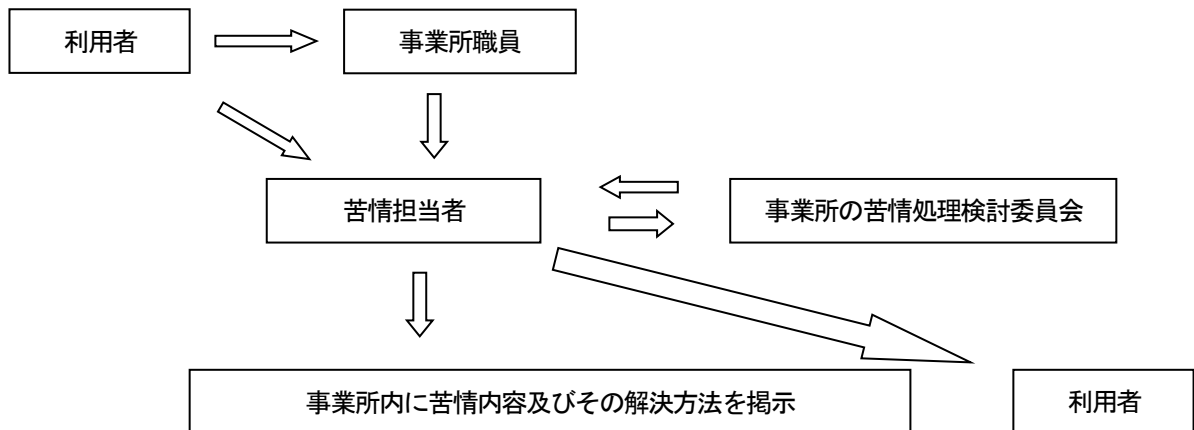 利用者
事業所職員
苦情担当者
事業所の苦情処理検討委員会
事業所内に苦情内容及びその解決方法を掲示
利用者